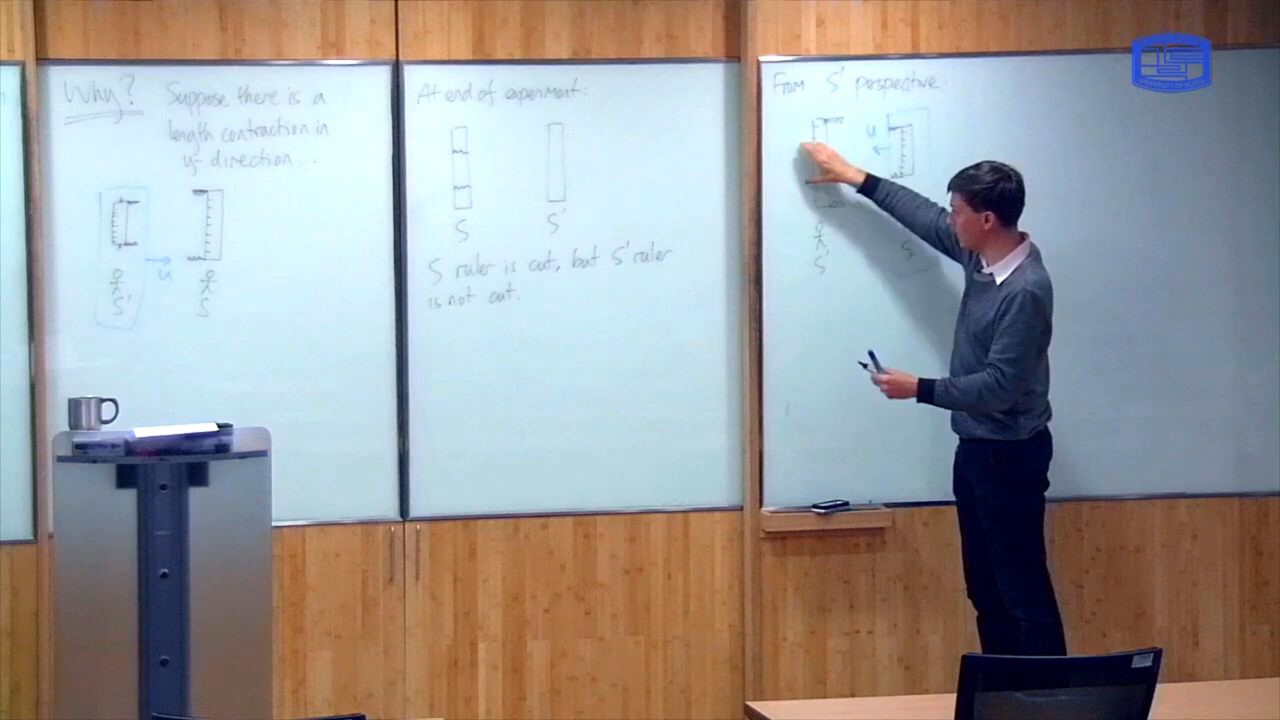 Why?
Suppose there is a
length contraction in
direction...
S'
u
S
At end of experiment:
S
S'
S ruler is cut, but S' ruler
is not cut.
From S' perspective:
u
S'
S